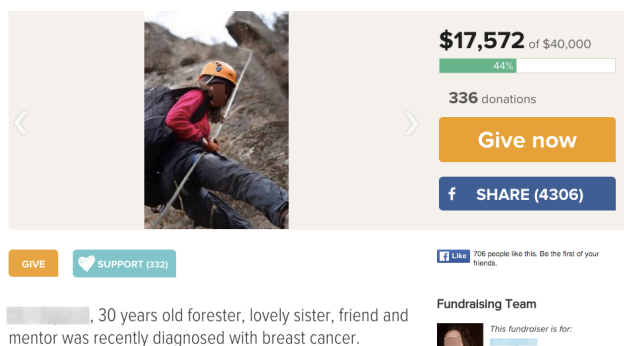 $17,572 of $40,000
44%
336 donations
Give now
f SHARE (4306)
GIVE
SUPPORT (332)
f Like 706 people like this. Be the first of your
friends.
, 30 years old forester, lovely sister, friend and
mentor was recently diagnosed with breast cancer.
Fundraising Team
This fundraiser is for: